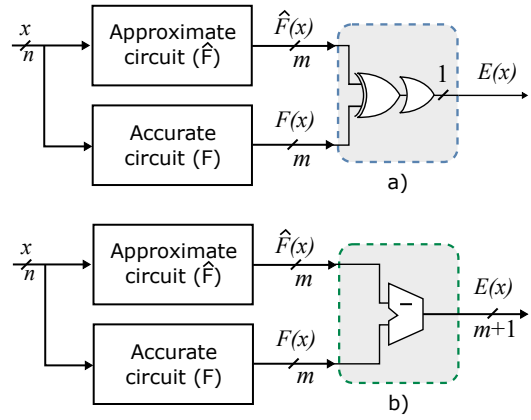 x
n
Approximate
circuit (F̂)
F̂(x)
m
Accurate
circuit (F)
F(x)
m
1
E(x)
a)
x
n
Approximate
circuit (F̂)
F̂(x)
m
Accurate
circuit (F)
F(x)
m
−
E(x)
m+1
b)